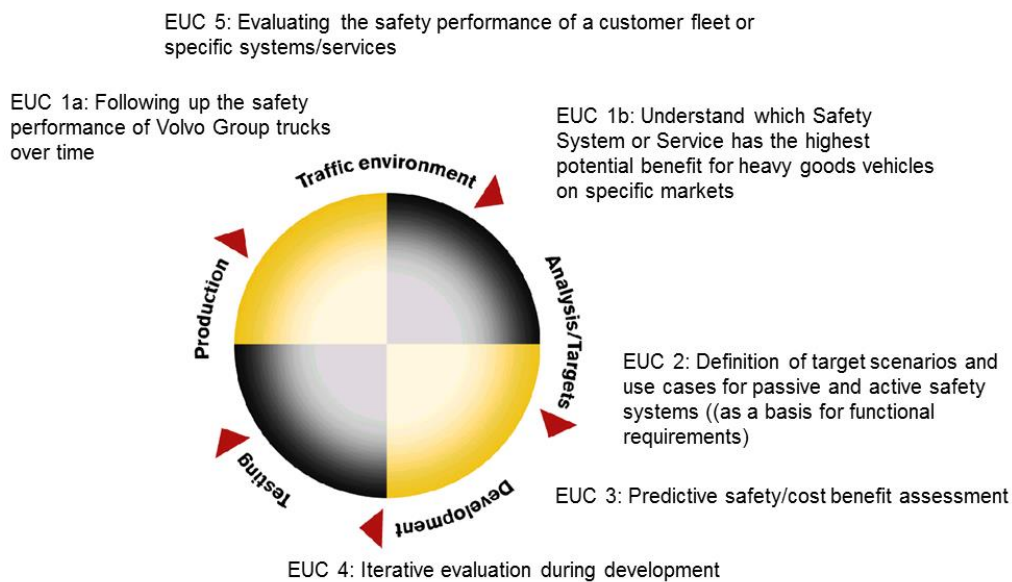 EUC 5: Evaluating the safety performance of a customer fleet or
specific systems/services
EUC 1a: Following up the safety
performance of Volvo Group trucks
over time
EUC 1b: Understand which Safety
System or Service has the highest
potential benefit for heavy goods vehicles
on specific markets
Traffic environment
Analysis/Targets
Production
EUC 2: Definition of target scenarios and
use cases for passive and active safety
systems ((as a basis for functional
requirements)
Testing
Development
EUC 3: Predictive safety/cost benefit assessment
EUC 4: Iterative evaluation during development